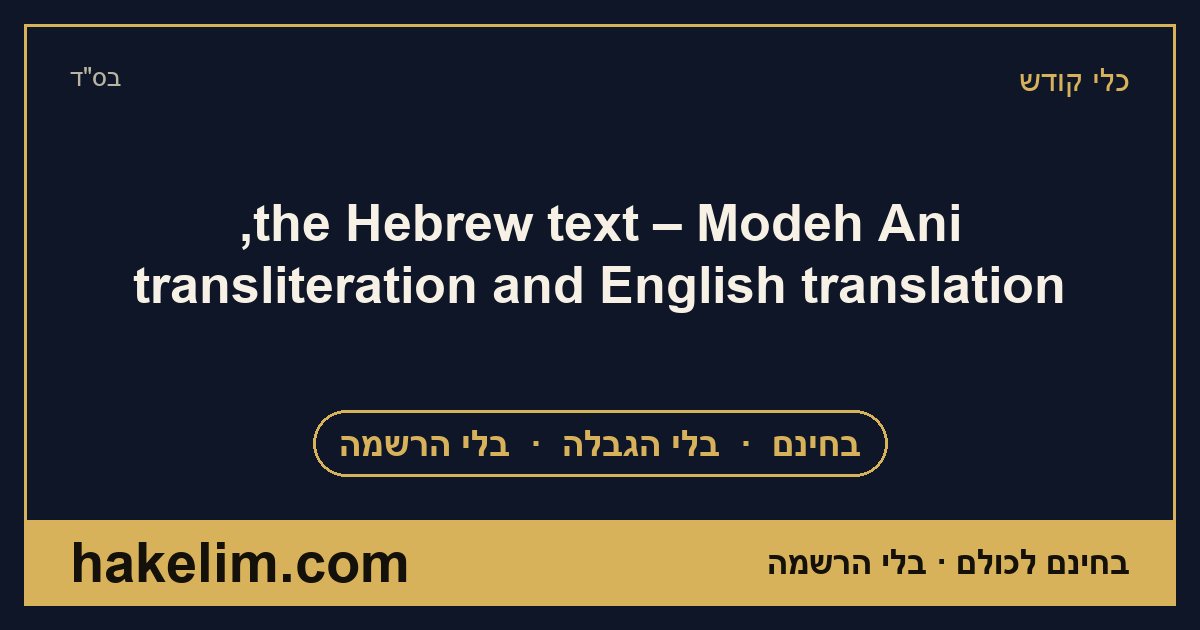 כלי קודש
בס"ד
,the Hebrew text – Modeh Ani
transliteration and English translation
בחינם · בלי הגבלה · בלי הרשמה
hakelim.com
בחינם לכולם · בלי הרשמה